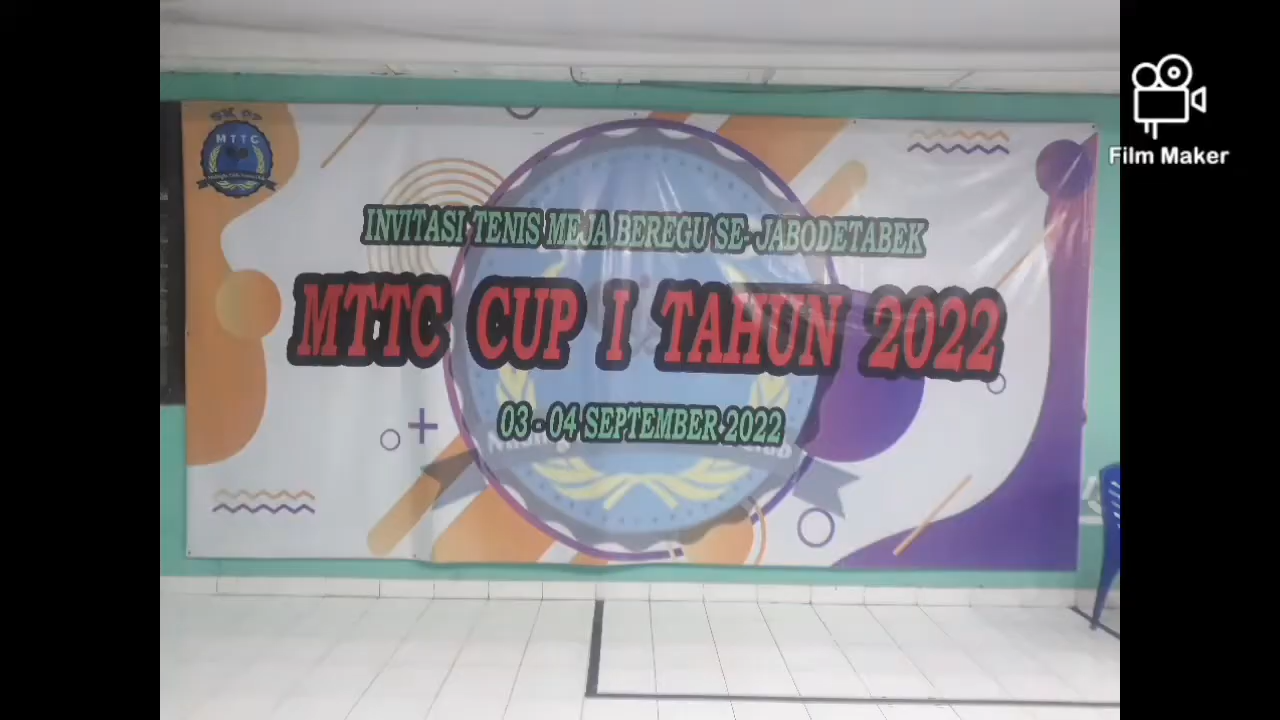 MTTC
Film Maker
INVITASI TENIS MEJA BEREGU SE- JABODETABEK
MTTC CUP I TAHUN 2022
03 - 04 SEPTEMBER 2022